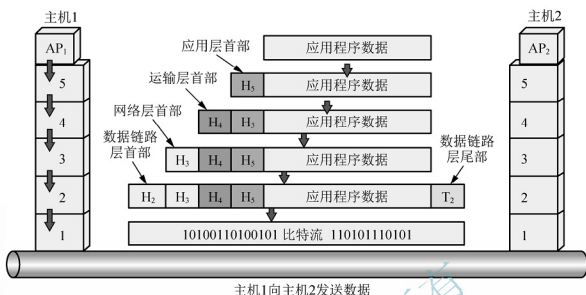 主机1
主机2
AP₁
AP₂
应用程序数据
应用层首部
H₅ 应用程序数据
5
5
运输层首部
H₄ H₃ 应用程序数据
4
4
网络层首部
H₃ H₄ H₅ 应用程序数据
3
3
数据链路
层首部
数据链路
层尾部
H₂ H₃ H₄ H₅ 应用程序数据 T₂
2
2
10100110100101 比特流 110101110101
1
1
主机1向主机2发送数据